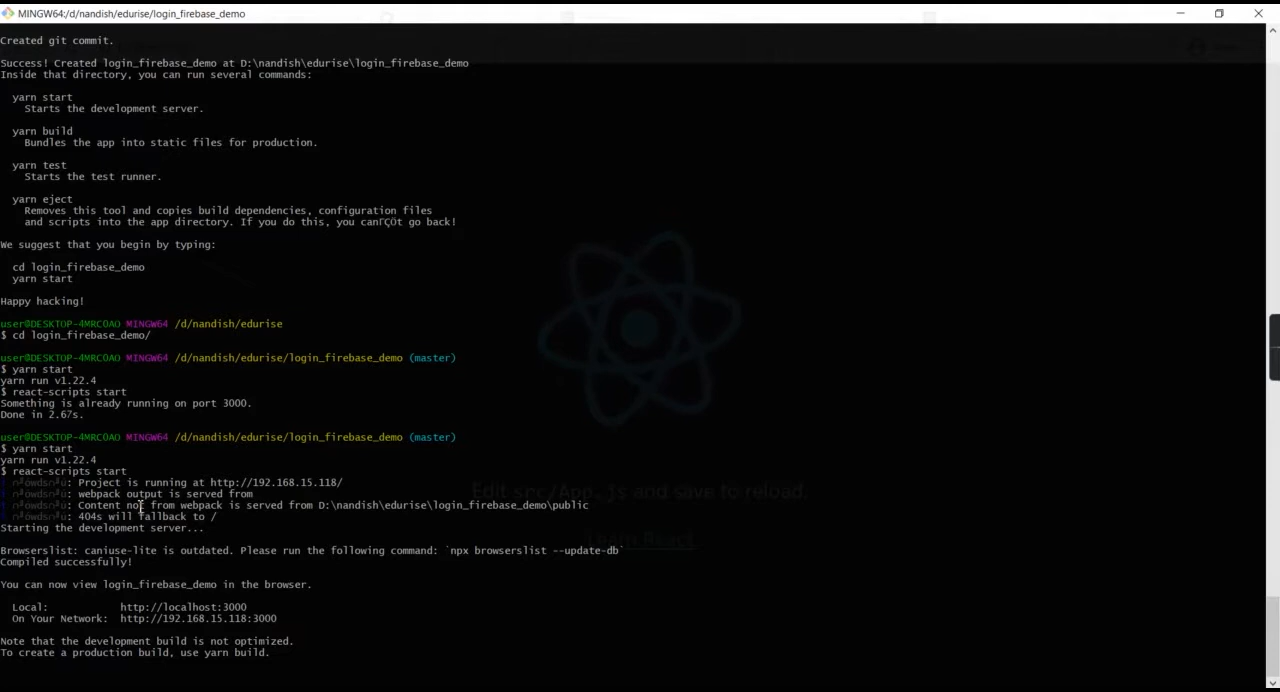 MINGW64:/d/nandish/edurise/login_firebase_demo
Created git commit.
Success! Created login_firebase_demo at D:\nandish\edurise\login_firebase_demo
Inside that directory, you can run several commands:
yarn start
Starts the development server.
yarn build
Bundles the app into static files for production.
yarn test
Starts the test runner.
yarn eject
Removes this tool and copies build dependencies, configuration files
and scripts into the app directory. If you do this, you canΓÇÖt go back!
We suggest that you begin by typing:
cd login_firebase_demo
yarn start
Happy hacking!
user@DESKTOP-4MRC0AO MINGW64 /d/nandish/edurise
$ cd login_firebase_demo/
user@DESKTOP-4MRC0AO MINGW64 /d/nandish/edurise/login_firebase_demo (master)
$ yarn start
yarn run v1.22.4
$ react-scripts start
Something is already running on port 3000.
Done in 2.67s.
user@DESKTOP-4MRC0AO MINGW64 /d/nandish/edurise/login_firebase_demo (master)
$ yarn start
yarn run v1.22.4
$ react-scripts start
: Project is running at http://192.168.15.118/
: webpack output is served from
: Content not from webpack is served from D:\nandish\edurise\login_firebase_demo\public
: 404s will fallback to /
Starting the development server...
Edit src/App.js and save to reload.
Learn React
Browserslist: caniuse-lite is outdated. Please run the following command: `npx browserslist --update-db`
Compiled successfully!
You can now view login_firebase_demo in the browser.
Local: http://localhost:3000
On Your Network: http://192.168.15.118:3000
Note that the development build is not optimized.
To create a production build, use yarn build.